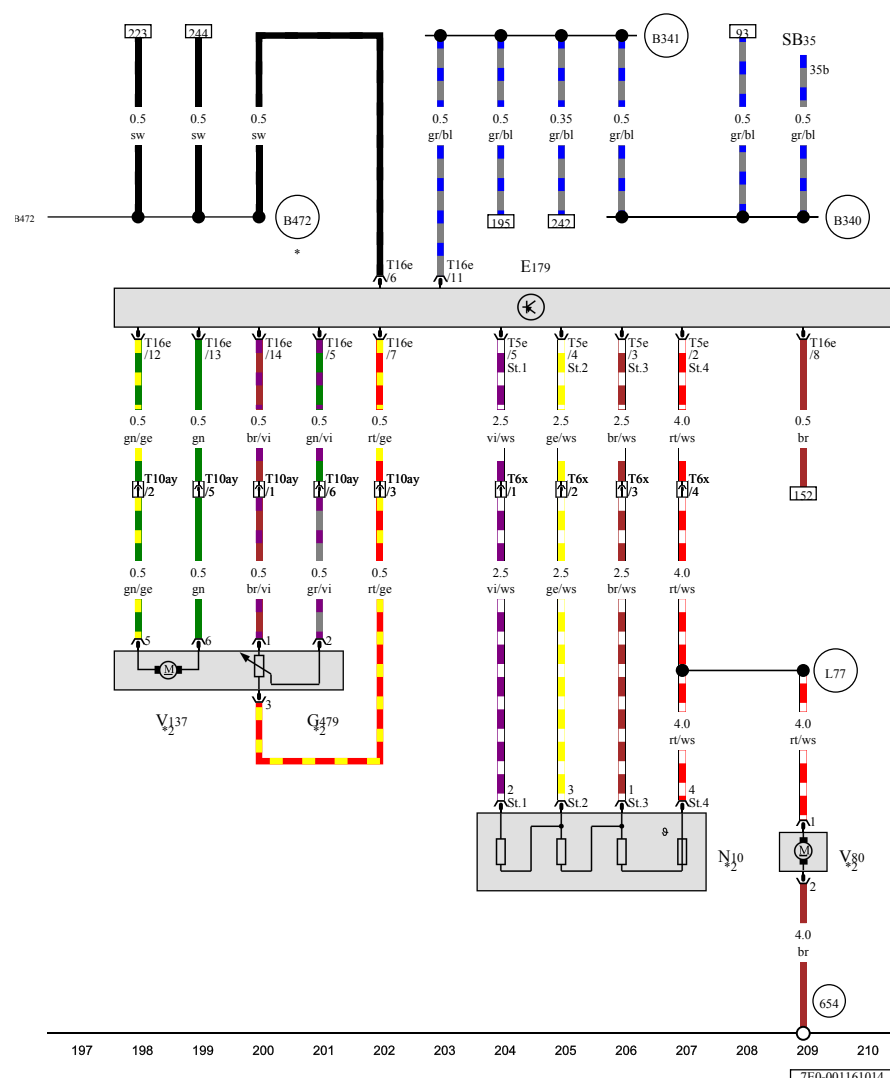 223 244 93 SB35
B341
35b
0.5 0.5 0.5 0.5 0.5 0.35 0.5 0.5 0.5
sw sw sw gr/bl gr/bl gr/bl gr/bl gr/bl gr/bl
B472 B472 195 242 B340
*
T16e T16e E179
/6 /11
T16e T16e T16e T16e T16e T5e T5e T5e T5e T16e
/12 /13 /14 /5 /7 /5 /4 /3 /2 /8
St.1 St.2 St.3 St.4
0.5 0.5 0.5 0.5 0.5 2.5 2.5 2.5 4.0 0.5
gn/ge gn br/vi gn/vi rt/ge vi/ws ge/ws br/ws rt/ws br
T10ay T10ay T10ay T10ay T10ay T6x T6x T6x T6x
/2 /5 /1 /6 /3 /1 /2 /3 /4 152
0.5 0.5 0.5 0.5 0.5 2.5 2.5 2.5 4.0
gn/ge gn br/vi gr/vi rt/ge vi/ws ge/ws br/ws rt/ws
5 6 1 2
M L77
3
V137 G479 4.0 4.0
*2 *2 rt/ws rt/ws
2 3 1 4
St.1 St.2 St.3 St.4
1
ϑ
M
N10 V80
*2 *2
2
4.0
br
654
197 198 199 200 201 202 203 204 205 206 207 208 209 210
7E0-001161014